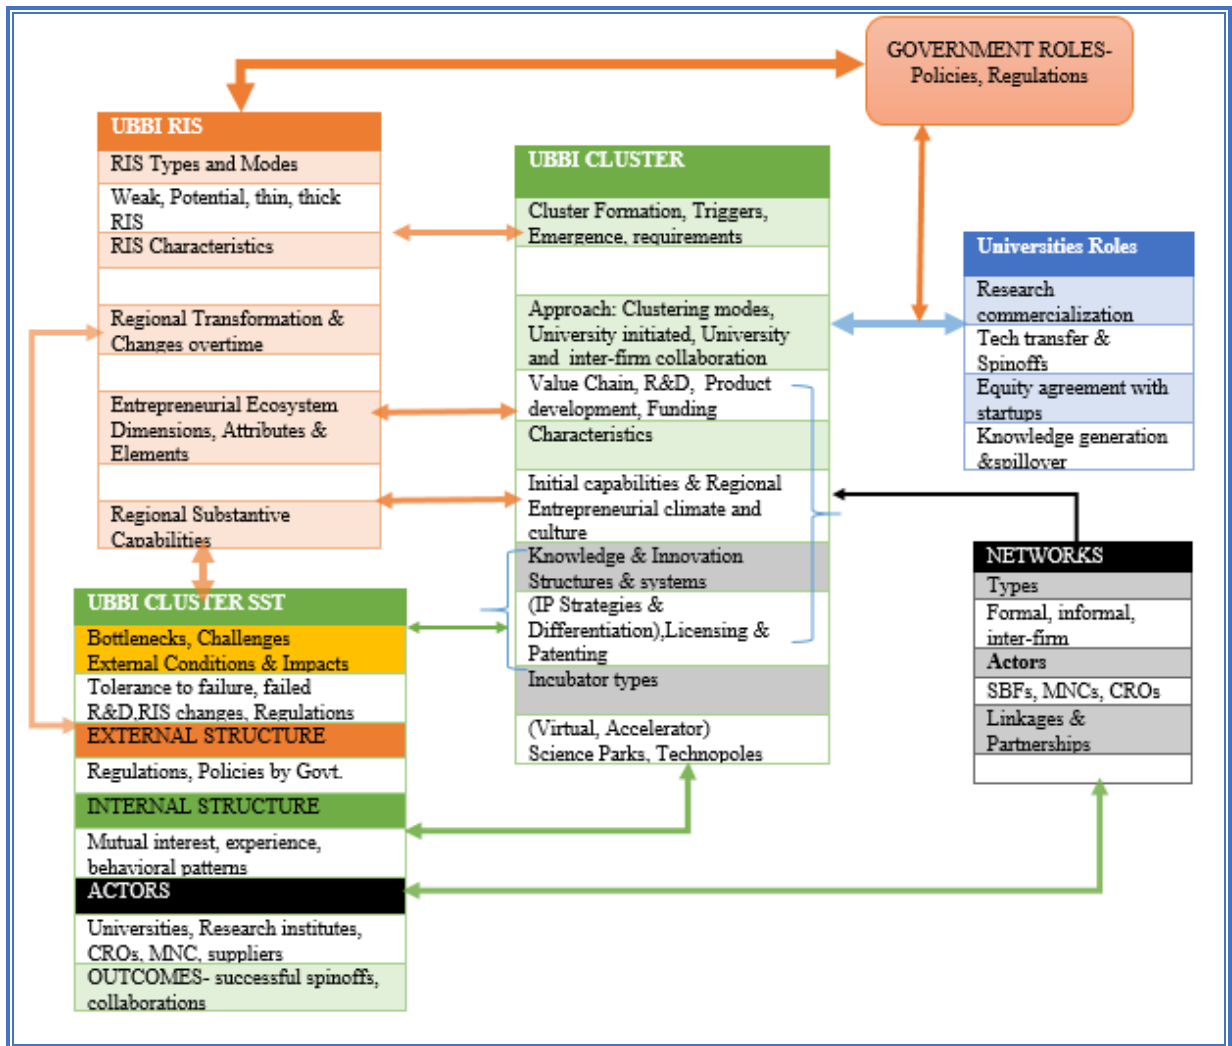 GOVERNMENT ROLES-
Policies, Regulations
UBBI RIS
RIS Types and Modes
Weak, Potential, thin, thick
RIS
RIS Characteristics
Regional Transformation &
Changes overtime
Entrepreneurial Ecosystem
Dimensions, Attributes &
Elements
Regional Substantive
Capabilities
UBBI CLUSTER
Cluster Formation, Triggers,
Emergence, requirements
Approach: Clustering modes,
University initiated, University
and inter-firm collaboration
Value Chain, R&D, Product
development, Funding
Characteristics
Initial capabilities & Regional
Entrepreneurial climate and
culture
Knowledge & Innovation
Structures & systems
(IP Strategies &
Differentiation),Licensing &
Patenting
Incubator types
(Virtual, Accelerator)
Science Parks, Technopoles
Universities Roles
Research
commercialization
Tech transfer &
Spinoffs
Equity agreement with
startups
Knowledge generation
&spillover
NETWORKS
Types
Formal, informal,
inter-firm
Actors
SBFs, MNCs, CROs
Linkages &
Partnerships
UBBI CLUSTER SST
Bottlenecks, Challenges
External Conditions & Impacts
Tolerance to failure, failed
R&D,RIS changes, Regulations
EXTERNAL STRUCTURE
Regulations, Policies by Govt.
INTERNAL STRUCTURE
Mutual interest, experience,
behavioral patterns
ACTORS
Universities, Research institutes,
CROs, MNC, suppliers
OUTCOMES- successful spinoffs,
collaborations